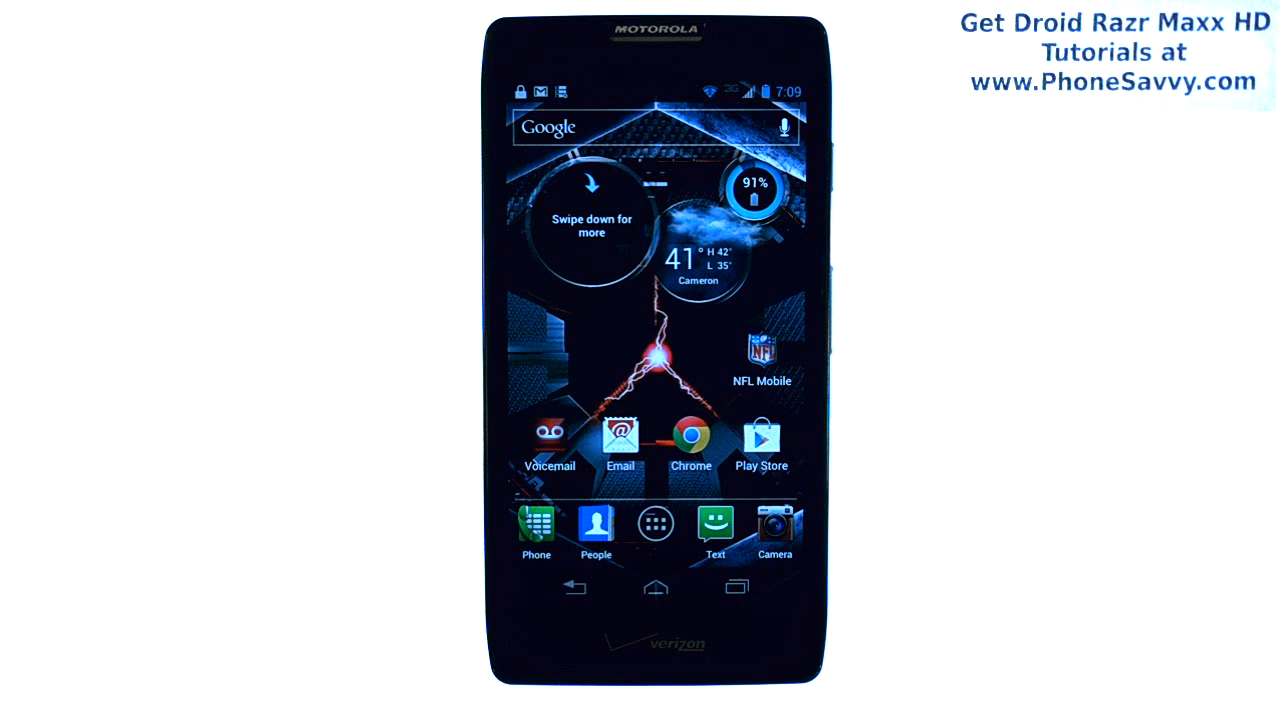 Get Droid Razr Maxx HD
Tutorials at
www.PhoneSavvy.com
MOTOROLA
3G 7:09
Google
91%
Swipe down for
more
41° H 42°
L 35°
Cameron
NFL
NFL Mobile
Voicemail
Email
Chrome
Play Store
Phone
People
Text
Camera
verizon